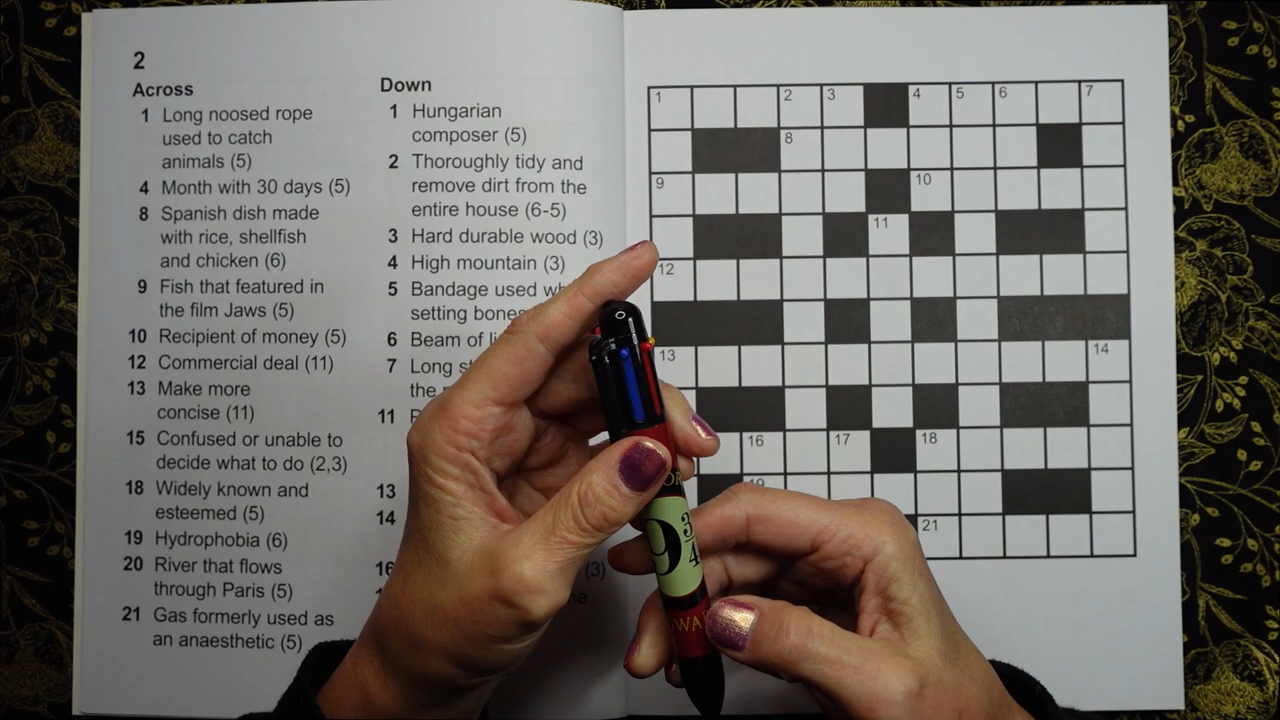 2
Across
1 Long noosed rope
used to catch
animals (5)
4 Month with 30 days (5)
8 Spanish dish made
with rice, shellfish
and chicken (6)
9 Fish that featured in
the film Jaws (5)
10 Recipient of money (5)
12 Commercial deal (11)
13 Make more
concise (11)
15 Confused or unable to
decide what to do (2,3)
18 Widely known and
esteemed (5)
19 Hydrophobia (6)
20 River that flows
through Paris (5)
21 Gas formerly used as
an anaesthetic (5)
Down
1 Hungarian
composer (5)
2 Thoroughly tidy and
remove dirt from the
entire house (6-5)
3 Hard durable wood (3)
4 High mountain (3)
5 Bandage used
setting bones
6 Beam of
7 Long
the
11
13
14
16 (3)
1 2 3 4 5 6 7
8
9 10
11
12
13 14
16 17 18
19
21
9 3/4